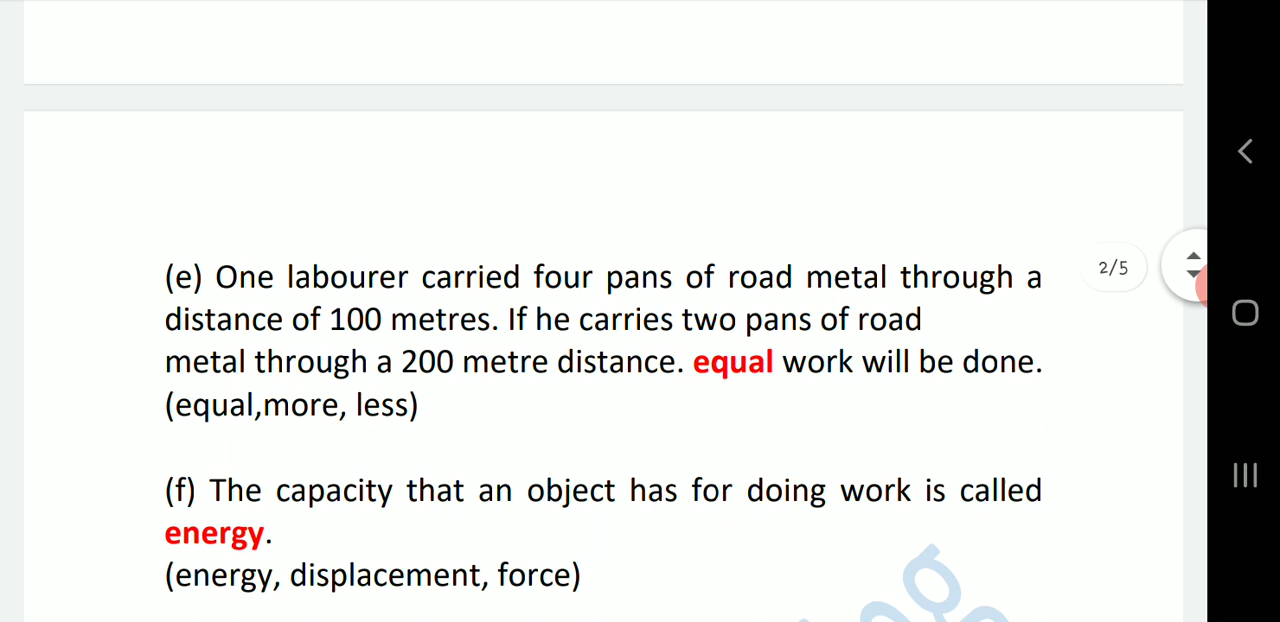 (e) One labourer carried four pans of road metal through a
distance of 100 metres. If he carries two pans of road
metal through a 200 metre distance. equal work will be done.
(equal,more, less)
2/5
(f) The capacity that an object has for doing work is called
energy.
(energy, displacement, force)